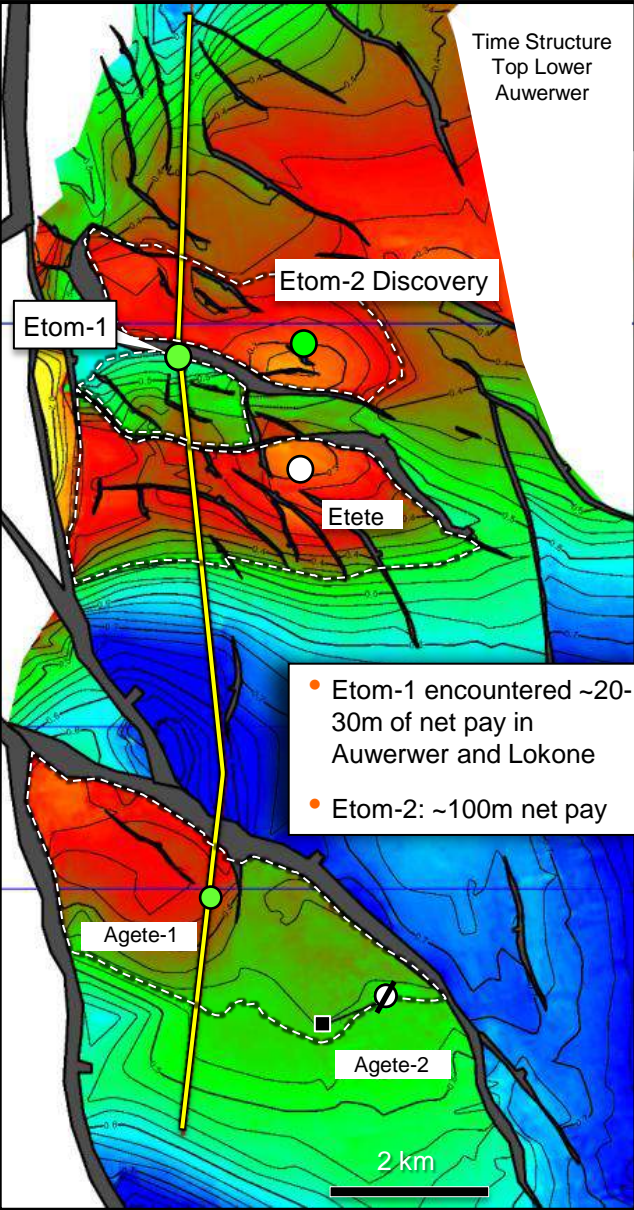 Time Structure
Top Lower
Auwerwer
Etom-2 Discovery
Etom-1
Etete
• Etom-1 encountered ~20-
30m of net pay in
Auwerwer and Lokone
• Etom-2: ~100m net pay
Agete-1
Agete-2
2 km